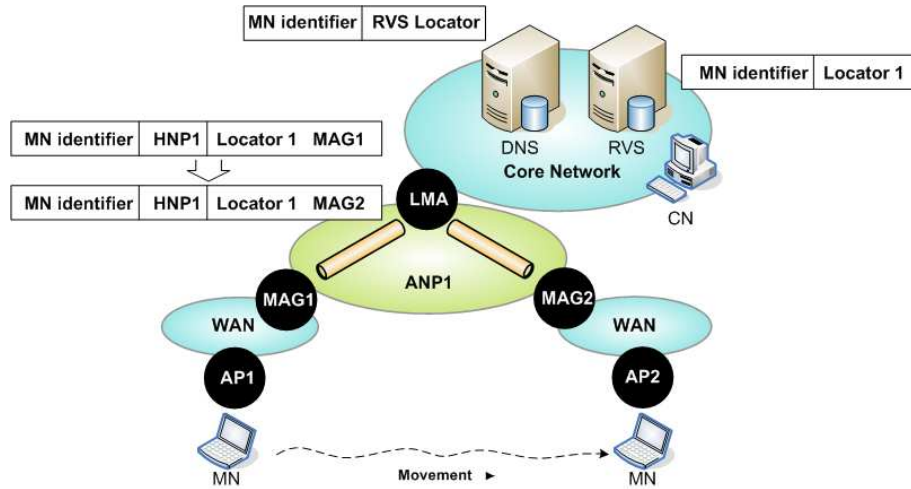 MN identifier RVS Locator
MN identifier Locator 1
MN identifier HNP1 Locator 1 MAG1
MN identifier HNP1 Locator 1 MAG2
DNS
RVS
Core Network
CN
LMA
ANP1
MAG1
MAG2
WAN
WAN
AP1
AP2
MN
MN
Movement